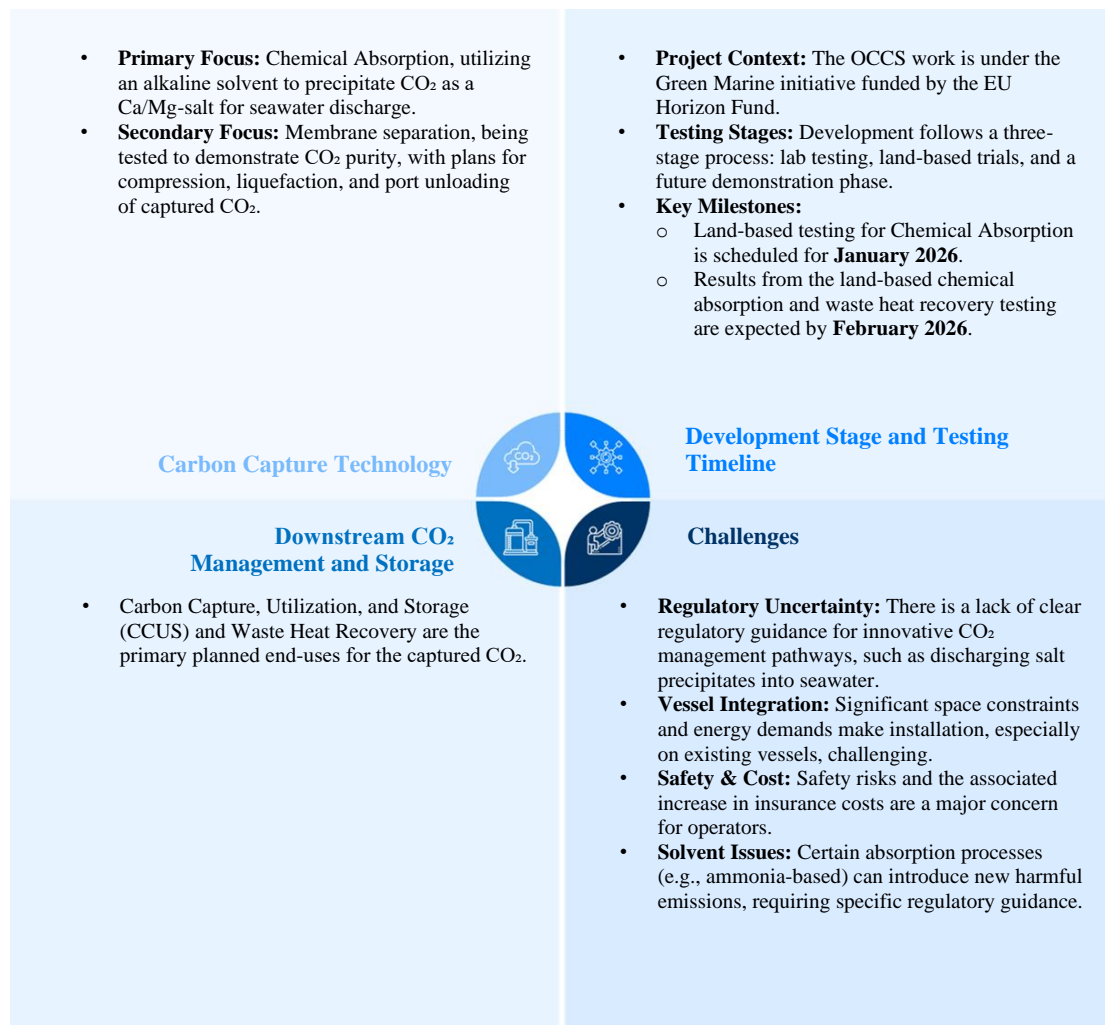 • Primary Focus: Chemical Absorption, utilizing
an alkaline solvent to precipitate CO₂ as a
Ca/Mg-salt for seawater discharge.
• Secondary Focus: Membrane separation, being
tested to demonstrate CO₂ purity, with plans for
compression, liquefaction, and port unloading
of captured CO₂.
Carbon Capture Technology
• Project Context: The OCCS work is under the
Green Marine initiative funded by the EU
Horizon Fund.
• Testing Stages: Development follows a three-
stage process: lab testing, land-based trials, and a
future demonstration phase.
• Key Milestones:
o Land-based testing for Chemical Absorption
is scheduled for January 2026.
o Results from the land-based chemical
absorption and waste heat recovery testing
are expected by February 2026.
Development Stage and Testing
Timeline
CO₂
Downstream CO₂
Management and Storage
• Carbon Capture, Utilization, and Storage
(CCUS) and Waste Heat Recovery are the
primary planned end-uses for the captured CO₂.
Challenges
• Regulatory Uncertainty: There is a lack of clear
regulatory guidance for innovative CO₂
management pathways, such as discharging salt
precipitates into seawater.
• Vessel Integration: Significant space constraints
and energy demands make installation, especially
on existing vessels, challenging.
• Safety & Cost: Safety risks and the associated
increase in insurance costs are a major concern
for operators.
• Solvent Issues: Certain absorption processes
(e.g., ammonia-based) can introduce new harmful
emissions, requiring specific regulatory guidance.